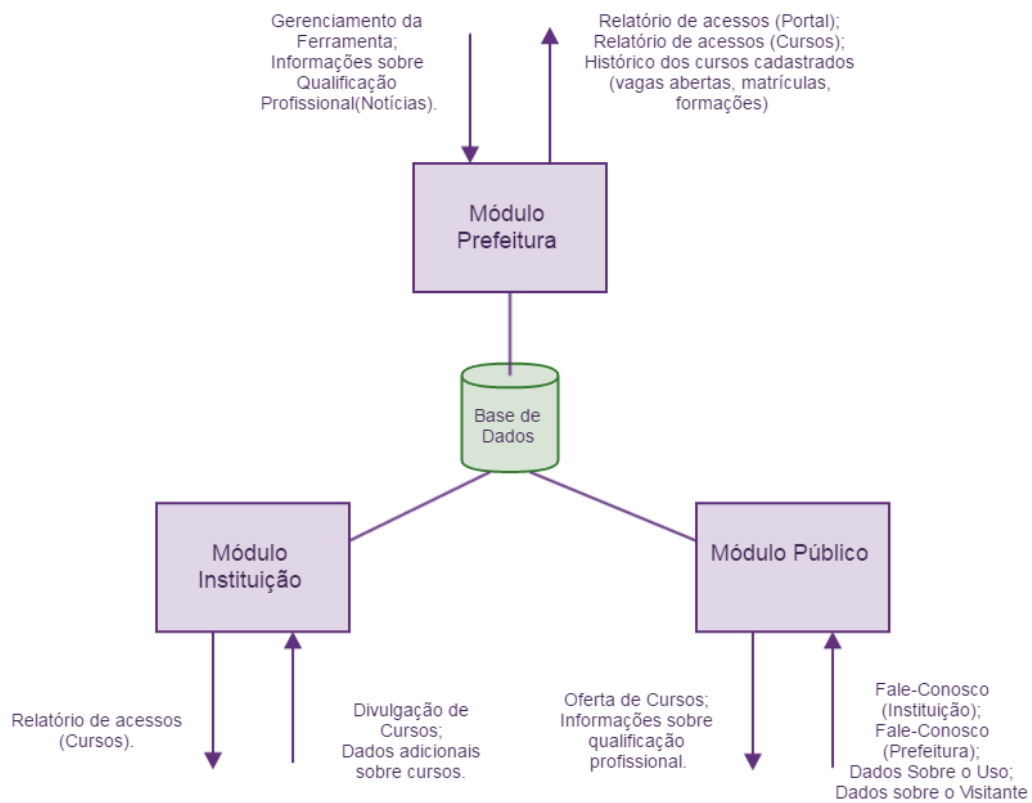 Gerenciamento da
Ferramenta;
Informações sobre
Qualificação
Profissional(Notícias).
Relatório de acessos (Portal);
Relatório de acessos (Cursos);
Histórico dos cursos cadastrados
(vagas abertas, matrículas,
formações)
Módulo
Prefeitura
Base de
Dados
Módulo
Instituição
Módulo Público
Relatório de acessos
(Cursos).
Divulgação de
Cursos;
Dados adicionais
sobre cursos.
Oferta de Cursos;
Informações sobre
qualificação
profissional.
Fale-Conosco
(Instituição);
Fale-Conosco
(Prefeitura);
Dados Sobre o Uso;
Dados sobre o Visitante